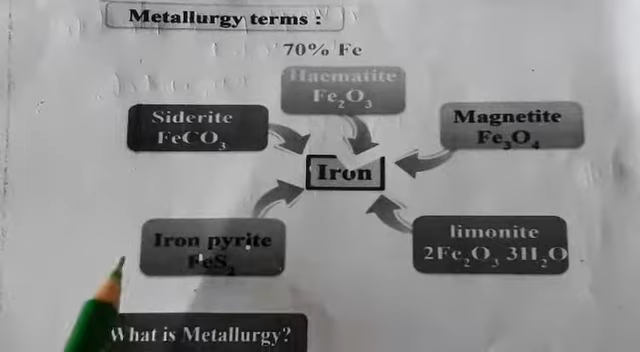 Metallurgy terms :
70% Fe
Haematite
Fe₂O₃
Siderite
FeCO₃
Magnetite
Fe₃O₄
Iron
Iron pyrite
FeS₂
limonite
2Fe₂O₃ 3H₂O
What is Metallurgy?